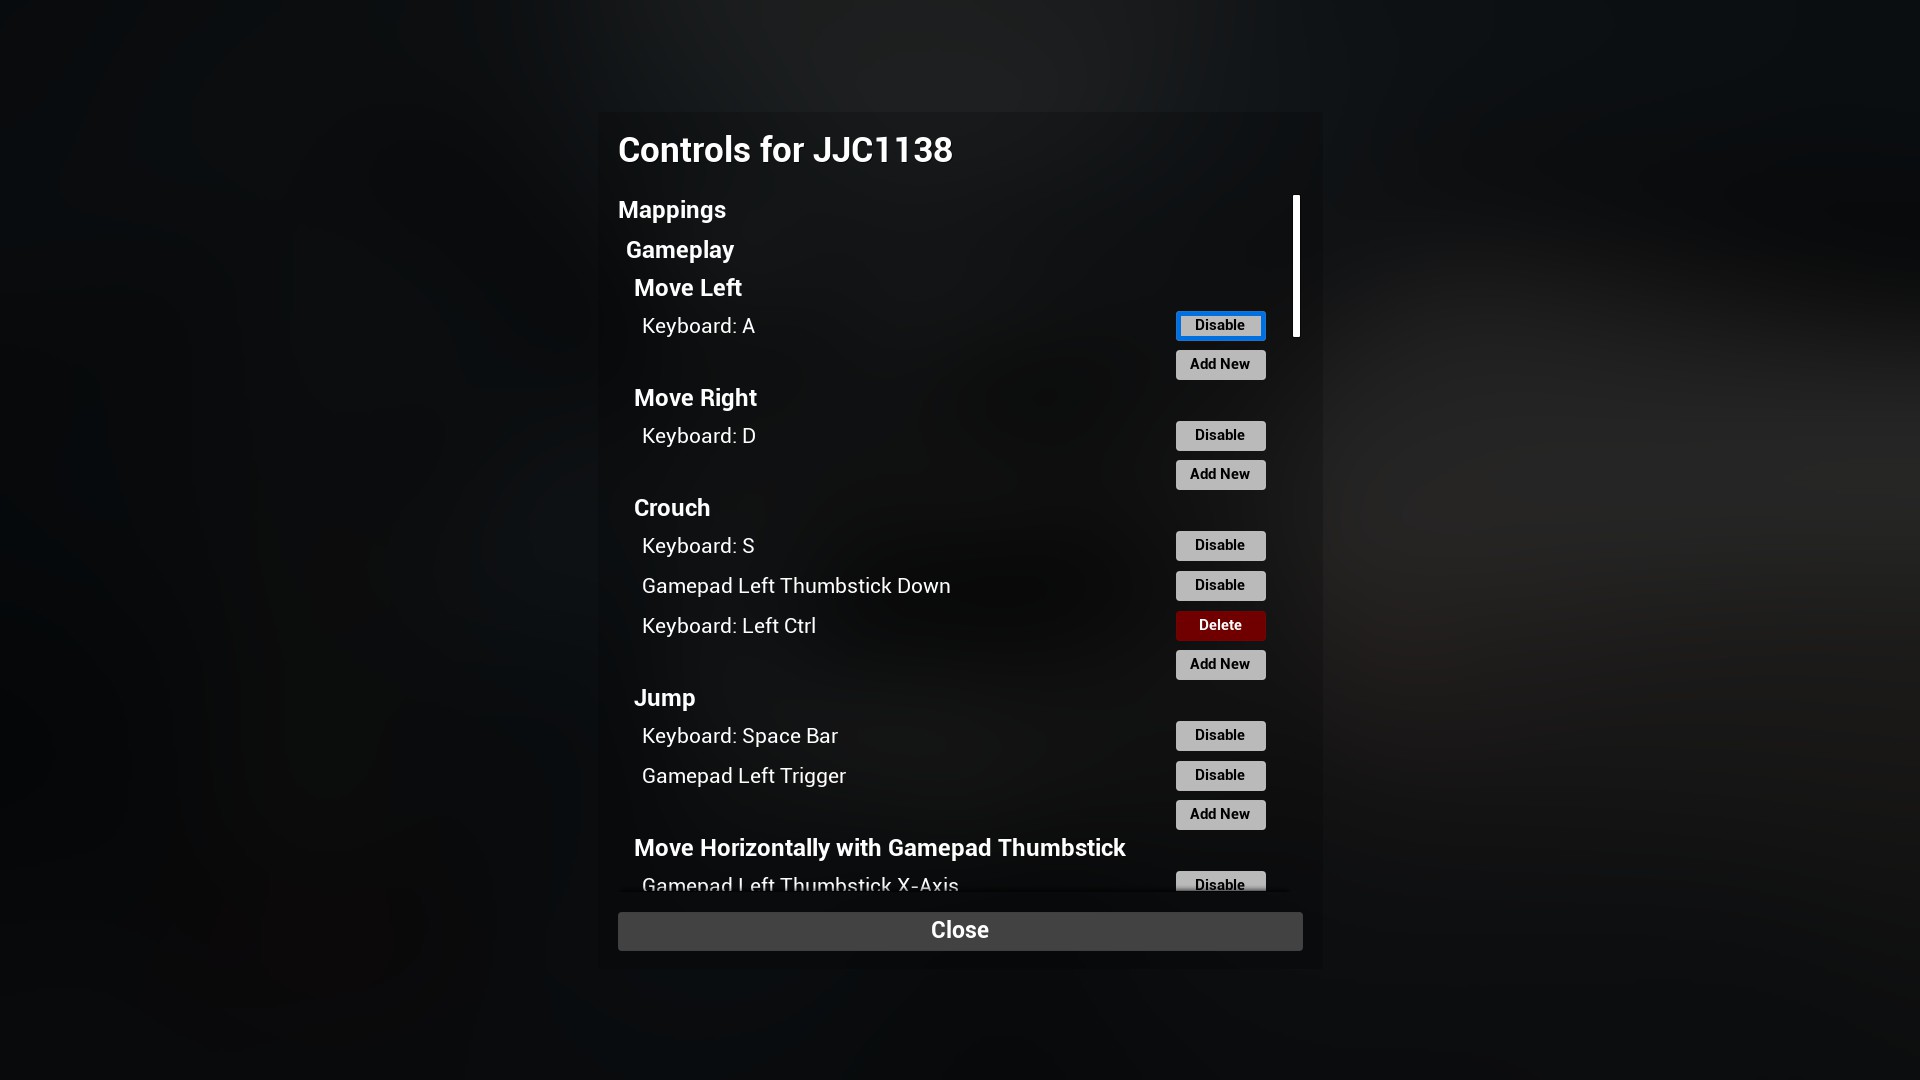 Controls for JJC1138
Mappings
Gameplay
Move Left
Keyboard: A Disable
Add New
Move Right
Keyboard: D Disable
Add New
Crouch
Keyboard: S Disable
Gamepad Left Thumbstick Down Disable
Keyboard: Left Ctrl Delete
Add New
Jump
Keyboard: Space Bar Disable
Gamepad Left Trigger Disable
Add New
Move Horizontally with Gamepad Thumbstick
Gamepad Left Thumbstick X-Axis Disable
Close